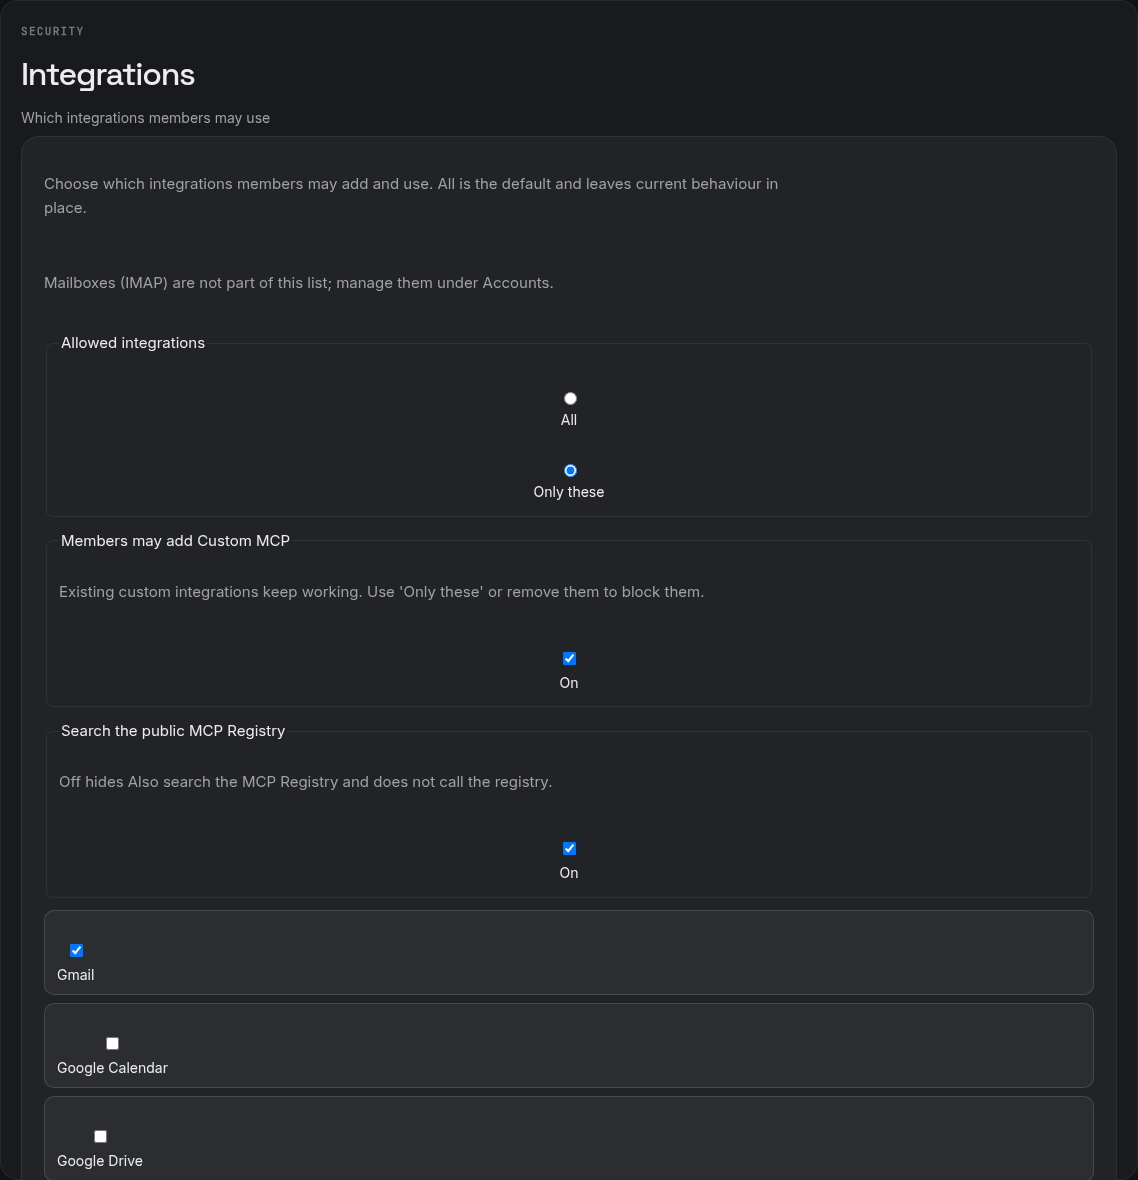 SECURITY
Integrations
Which integrations members may use
Choose which integrations members may add and use. All is the default and leaves current behaviour in
place.
Mailboxes (IMAP) are not part of this list; manage them under Accounts.
Allowed integrations
All
Only these
Members may add Custom MCP
Existing custom integrations keep working. Use 'Only these' or remove them to block them.
On
Search the public MCP Registry
Off hides Also search the MCP Registry and does not call the registry.
On
Gmail
Google Calendar
Google Drive